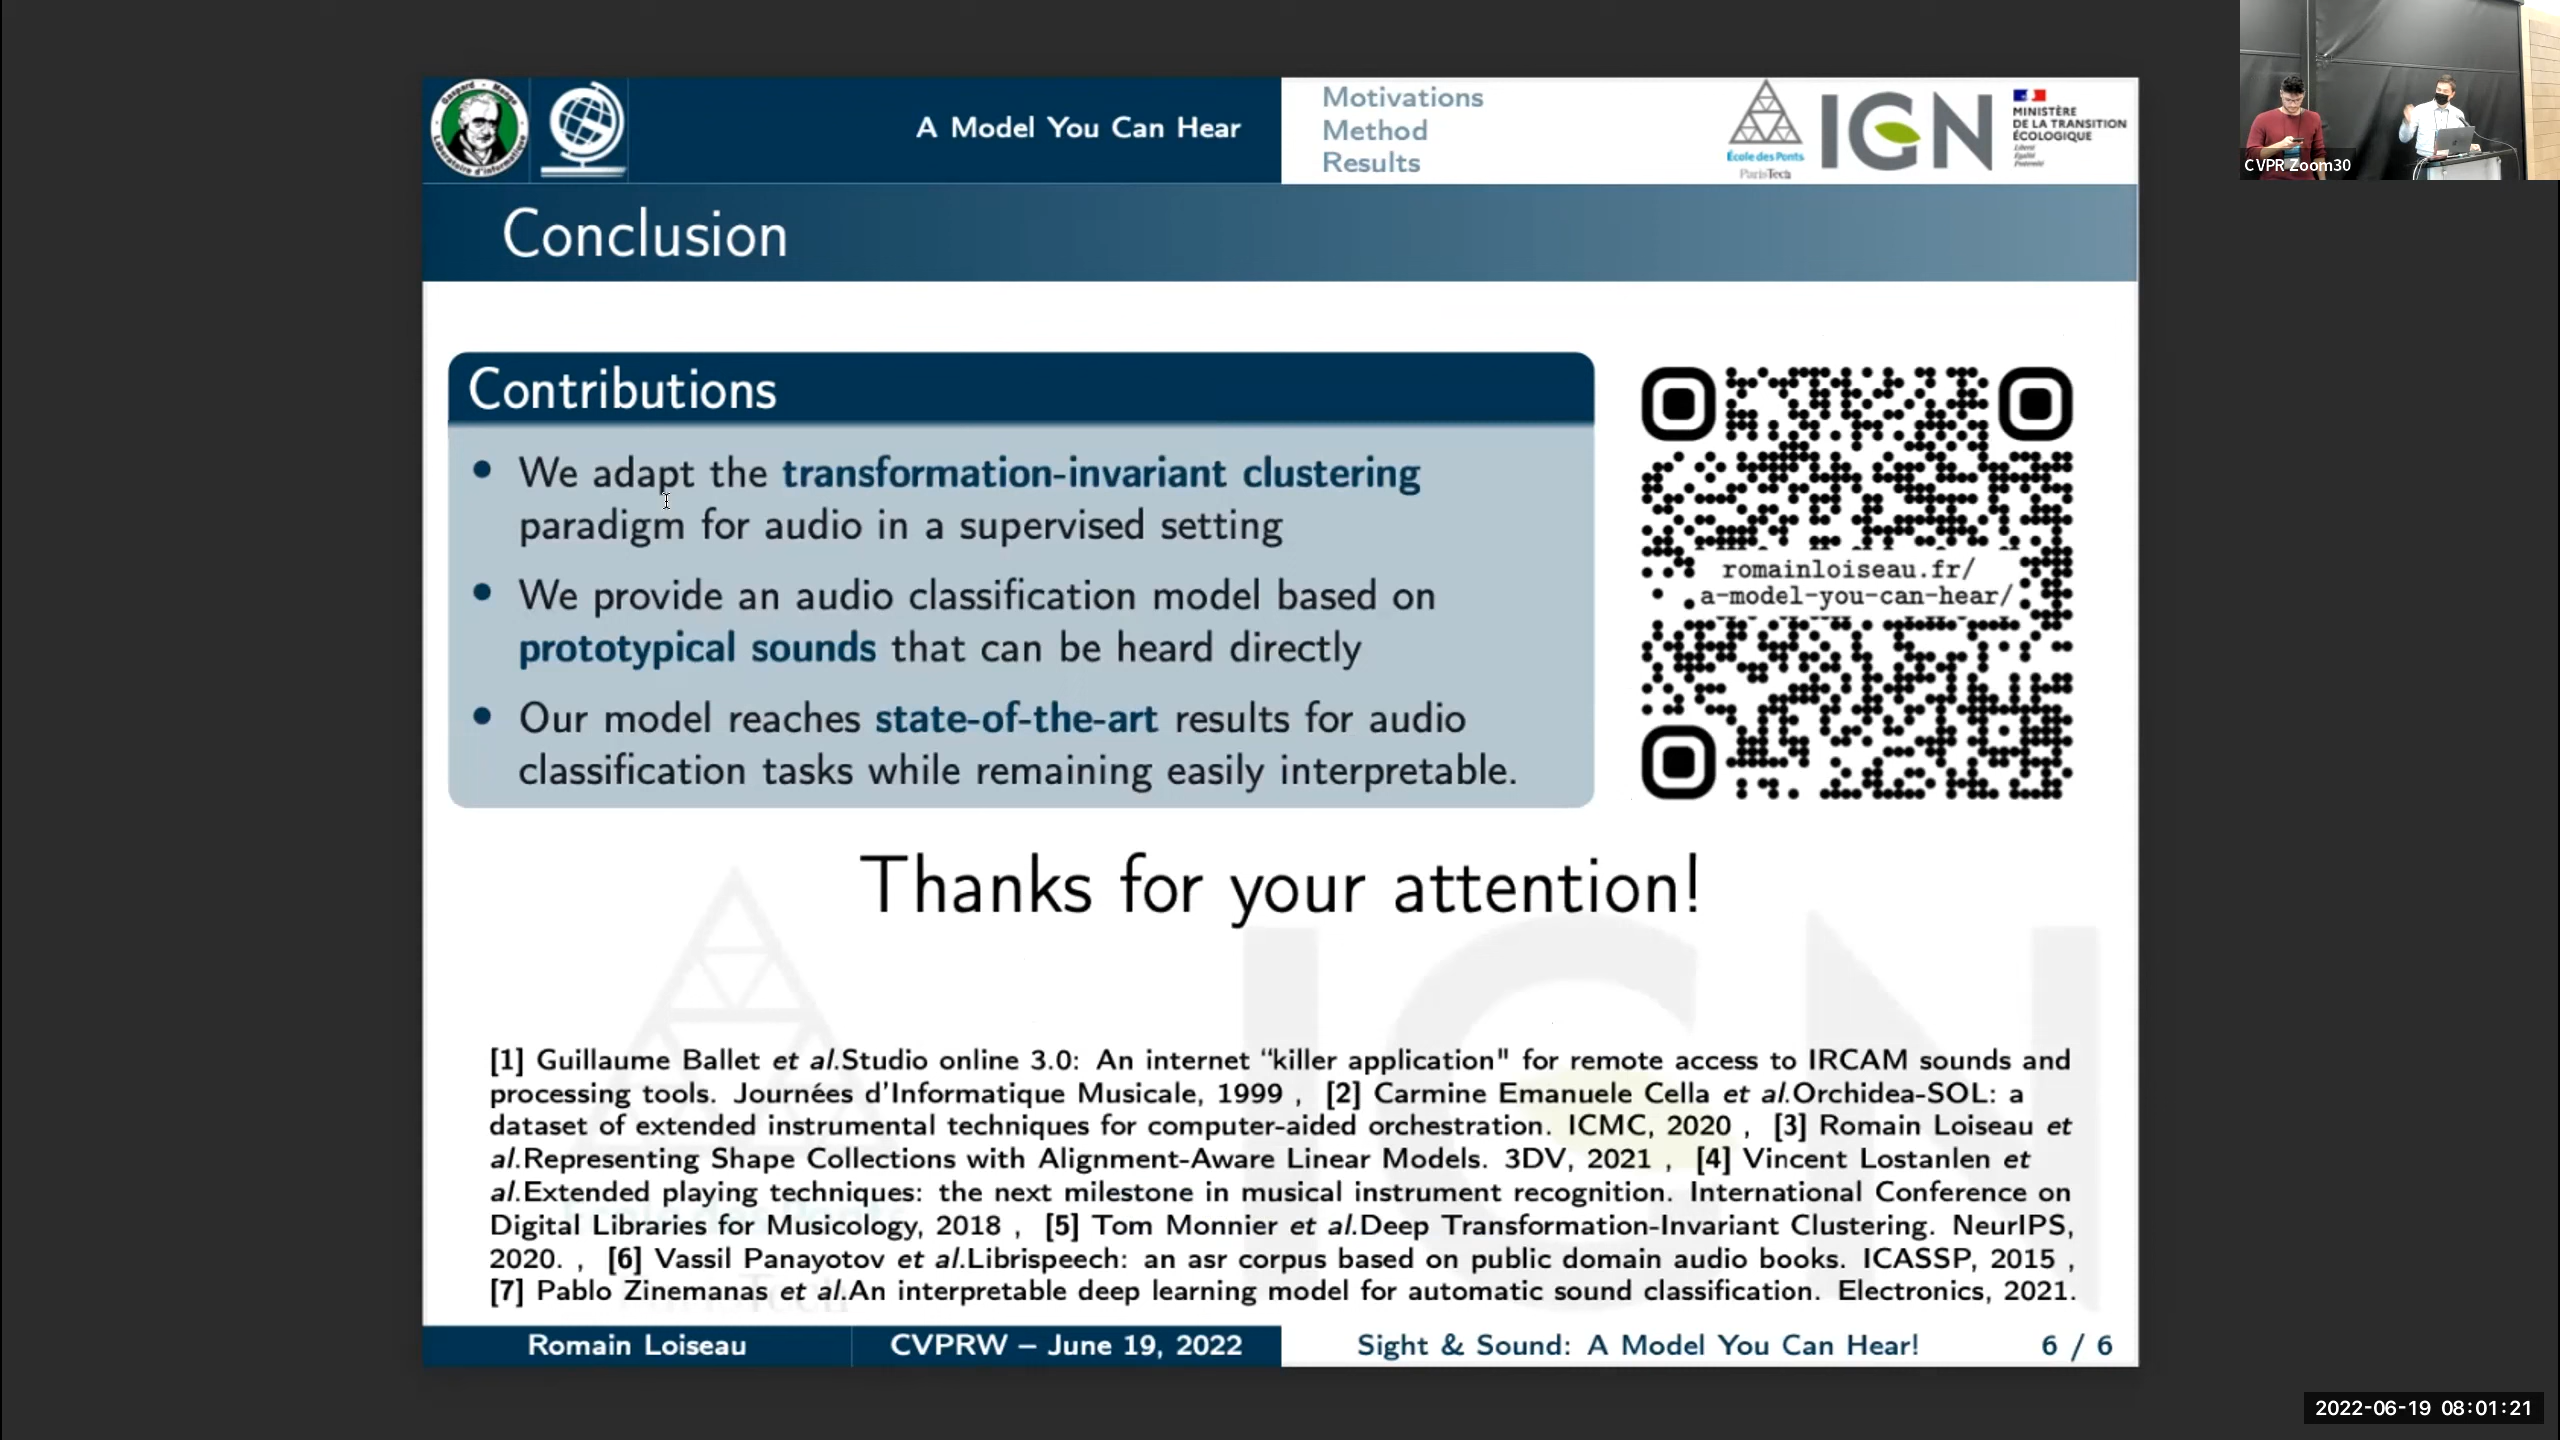 A Model You Can Hear
Motivations
Method
Results
École des Ponts
ParisTech
IGN
MINISTÈRE
DE LA TRANSITION
ÉCOLOGIQUE
Liberté
Égalité
Fraternité
CVPR Zoom30
Conclusion
Contributions
• We adapt the transformation-invariant clustering
paradigm for audio in a supervised setting
• We provide an audio classification model based on
prototypical sounds that can be heard directly
• Our model reaches state-of-the-art results for audio
classification tasks while remaining easily interpretable.
romainloiseau.fr/
a-model-you-can-hear/
Thanks for your attention!
[1] Guillaume Ballet et al.Studio online 3.0: An internet “killer application" for remote access to IRCAM sounds and
processing tools. Journées d'Informatique Musicale, 1999 , [2] Carmine Emanuele Cella et al.Orchidea-SOL: a
dataset of extended instrumental techniques for computer-aided orchestration. ICMC, 2020 , [3] Romain Loiseau et
al.Representing Shape Collections with Alignment-Aware Linear Models. 3DV, 2021 , [4] Vincent Lostanlen et
al.Extended playing techniques: the next milestone in musical instrument recognition. International Conference on
Digital Libraries for Musicology, 2018 , [5] Tom Monnier et al.Deep Transformation-Invariant Clustering. NeurIPS,
2020. , [6] Vassil Panayotov et al.Librispeech: an asr corpus based on public domain audio books. ICASSP, 2015 ,
[7] Pablo Zinemanas et al.An interpretable deep learning model for automatic sound classification. Electronics, 2021.
Romain Loiseau
CVPRW – June 19, 2022
Sight & Sound: A Model You Can Hear!
6 / 6
2022-06-19 08:01:21